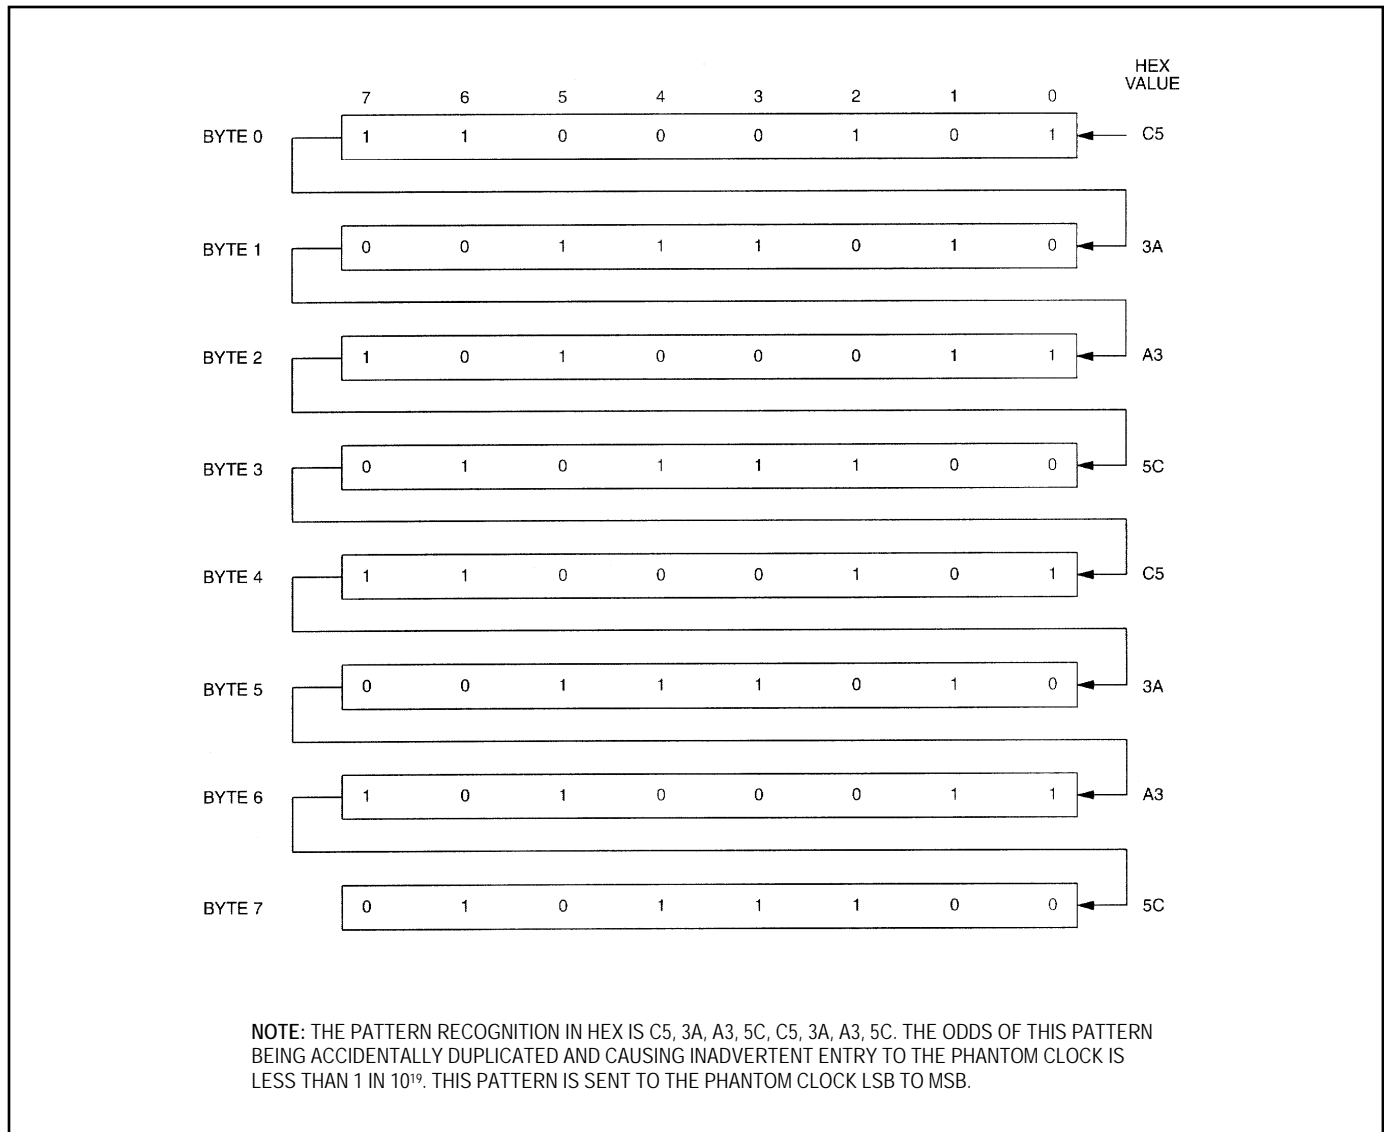 HEX
VALUE
7 6 5 4 3 2 1 0
BYTE 0 1 1 0 0 0 1 0 1 C5
BYTE 1 0 0 1 1 1 0 1 0 3A
BYTE 2 1 0 1 0 0 0 1 1 A3
BYTE 3 0 1 0 1 1 1 0 0 5C
BYTE 4 1 1 0 0 0 1 0 1 C5
BYTE 5 0 0 1 1 1 0 1 0 3A
BYTE 6 1 0 1 0 0 0 1 1 A3
BYTE 7 0 1 0 1 1 1 0 0 5C
NOTE: THE PATTERN RECOGNITION IN HEX IS C5, 3A, A3, 5C, C5, 3A, A3, 5C. THE ODDS OF THIS PATTERN
BEING ACCIDENTALLY DUPLICATED AND CAUSING INADVERTENT ENTRY TO THE PHANTOM CLOCK IS
LESS THAN 1 IN 10¹⁹. THIS PATTERN IS SENT TO THE PHANTOM CLOCK LSB TO MSB.